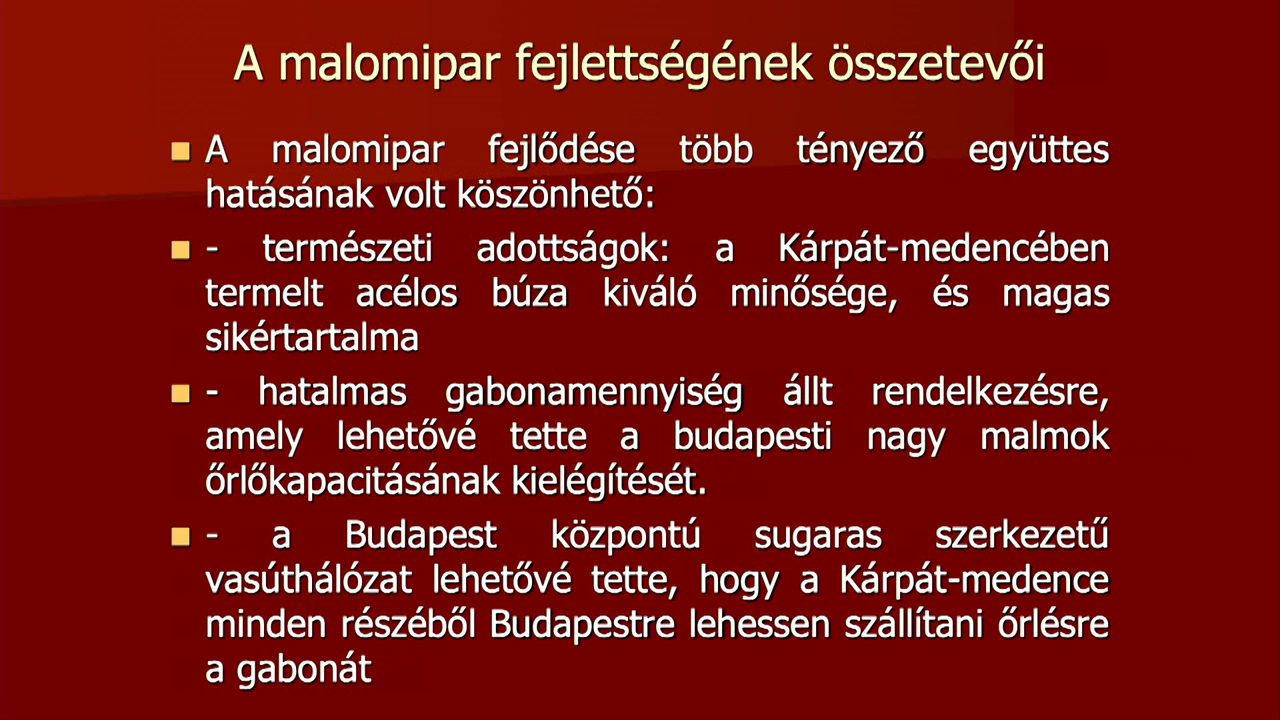 A malomipar fejlettségének összetevői
A malomipar fejlődése több tényező együttes
hatásának volt köszönhető:
- természeti adottságok: a Kárpát-medencében
termelt acélos búza kiváló minősége, és magas
sikértartalma
- hatalmas gabonamennyiség állt rendelkezésre,
amely lehetővé tette a budapesti nagy malmok
őrlőkapacitásának kielégítését.
- a Budapest központú sugaras szerkezetű
vasúthálózat lehetővé tette, hogy a Kárpát-medence
minden részéből Budapestre lehessen szállítani őrlésre
a gabonát